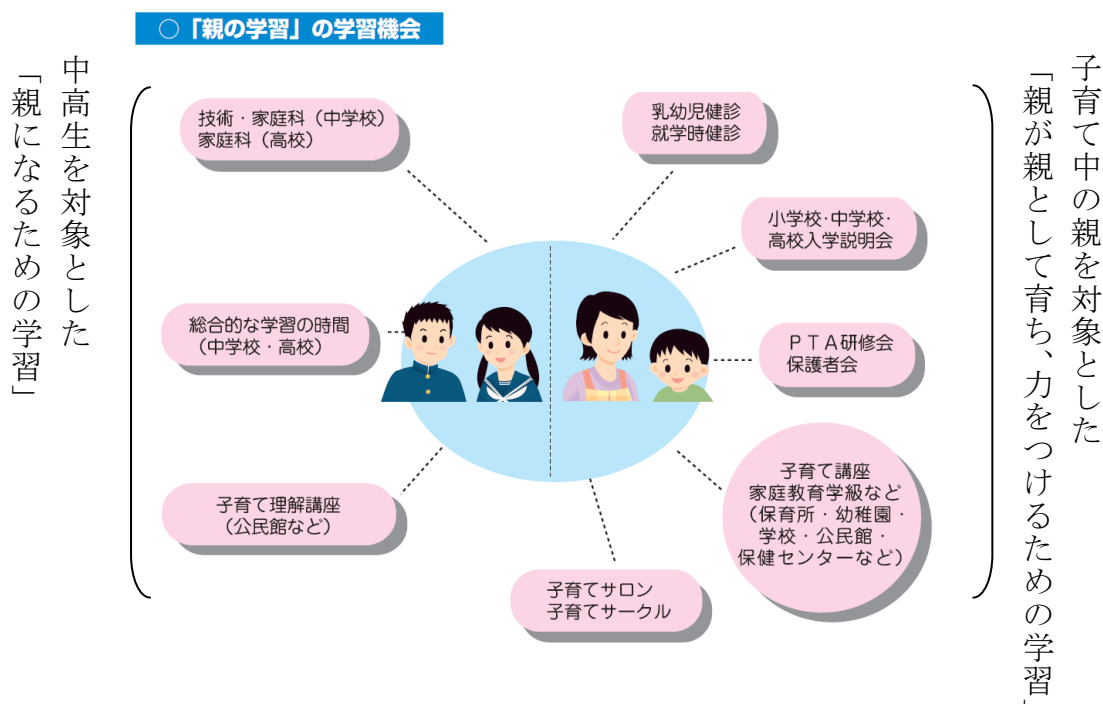 ○「親の学習」の学習機会
中高生を対象とした
「親になるための学習」
技術・家庭科（中学校）
家庭科（高校）
総合的な学習の時間
（中学校・高校）
子育て理解講座
（公民館など）
乳幼児健診
就学時健診
小学校・中学校・
高校入学説明会
ＰＴＡ研修会
保護者会
子育て講座
家庭教育学級など
（保育所・幼稚園・
学校・公民館・
保健センターなど）
子育てサロン
子育てサークル
子育て中の親を対象とした
「親が親として育ち、力をつけるための学習」